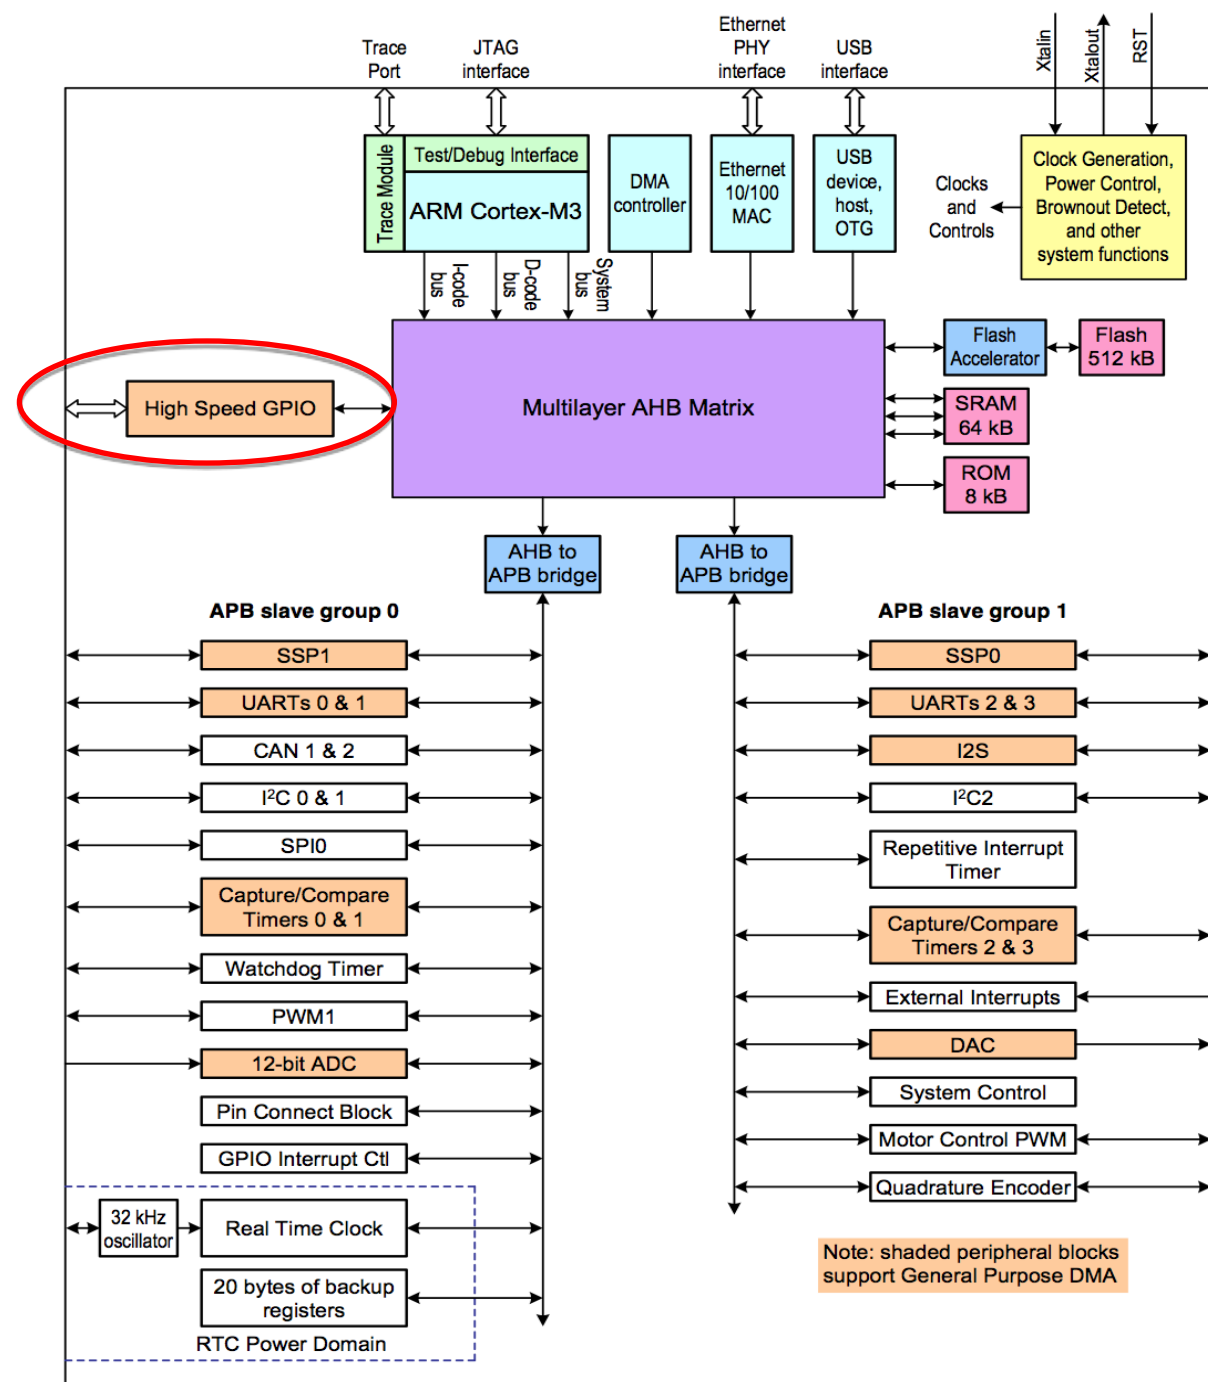 Trace
Port
JTAG
interface
Ethernet
PHY
interface
USB
interface
Xtalin
Xtalout
RST
Trace Module
Test/Debug Interface
ARM Cortex-M3
DMA
controller
Ethernet
10/100
MAC
USB
device,
host,
OTG
Clocks
and
Controls
Clock Generation,
Power Control,
Brownout Detect,
and other
system functions
I-code
bus
D-code
bus
System
bus
High Speed GPIO
Multilayer AHB Matrix
Flash
Accelerator
Flash
512 kB
SRAM
64 kB
ROM
8 kB
AHB to
APB bridge
AHB to
APB bridge
APB slave group 0
SSP1
UARTs 0 & 1
CAN 1 & 2
I²C 0 & 1
SPI0
Capture/Compare
Timers 0 & 1
Watchdog Timer
PWM1
12-bit ADC
Pin Connect Block
GPIO Interrupt Ctl
32 kHz
oscillator
Real Time Clock
20 bytes of backup
registers
RTC Power Domain
APB slave group 1
SSP0
UARTs 2 & 3
I2S
I²C2
Repetitive Interrupt
Timer
Capture/Compare
Timers 2 & 3
External Interrupts
DAC
System Control
Motor Control PWM
Quadrature Encoder
Note: shaded peripheral blocks
support General Purpose DMA